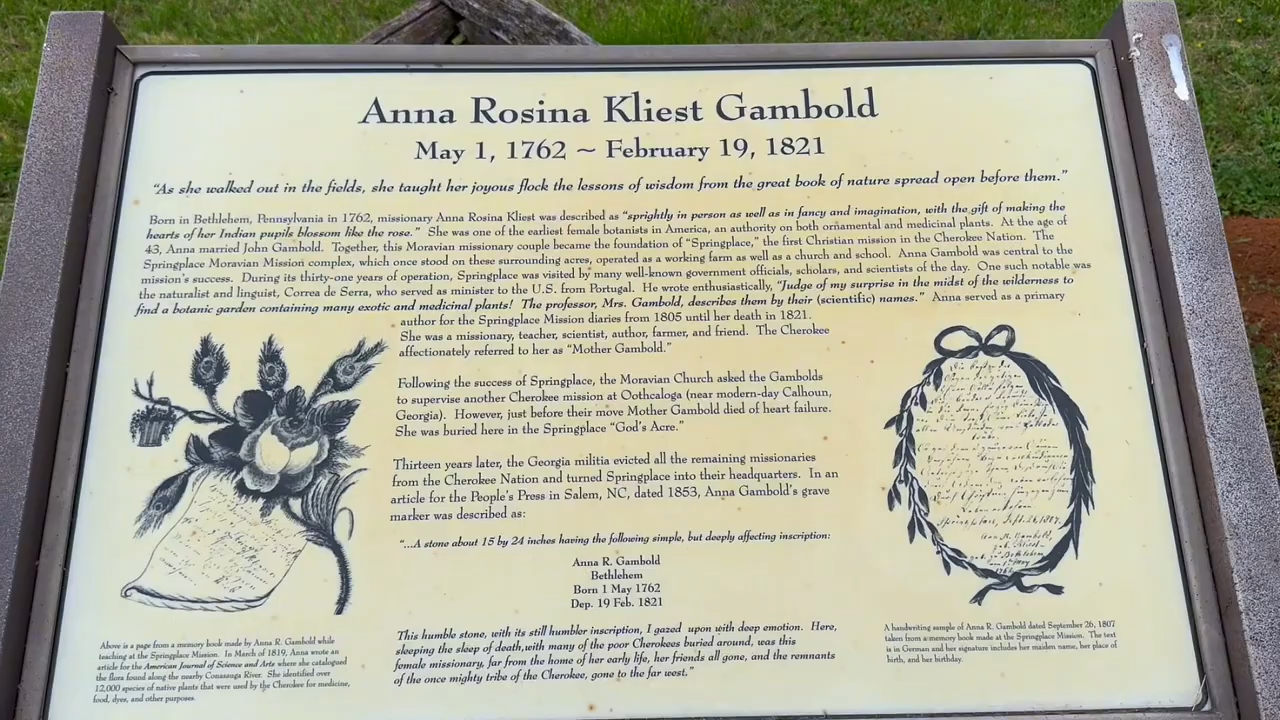 Anna Rosina Kliest Gambold
May 1, 1762 ~ February 19, 1821
"As she walked out in the fields, she taught her joyous flock the lessons of wisdom from the great book of nature spread open before them."
Born in Bethlehem, Pennsylvania in 1762, missionary Anna Rosina Kliest was described as "sprightly in person as well as in fancy and imagination, with the gift of making the
hearts of her Indian pupils blossom like the rose." She was one of the earliest female botanists in America, an authority on both ornamental and medicinal plants. At the age of
43, Anna married John Gambold. Together, this Moravian missionary couple became the foundation of "Springplace," the first Christian mission in the Cherokee Nation. The
Springplace Moravian Mission complex, which once stood on these surrounding acres, operated as a working farm as well as a church and school. Anna Gambold was central to the
mission's success. During its thirty-one years of operation, Springplace was visited by many well-known government officials, scholars, and scientists of the day. One such notable was
the naturalist and linguist, Correa de Serra, who served as minister to the U.S. from Portugal. He wrote enthusiastically, "Judge of my surprise in the midst of the wilderness to
find a botanic garden containing many exotic and medicinal plants! The professor, Mrs. Gambold, describes them by their (scientific) names." Anna served as a primary
author for the Springplace Mission diaries from 1805 until her death in 1821.
She was a missionary, teacher, scientist, author, farmer, and friend. The Cherokee
affectionately referred to her as "Mother Gambold."
Following the success of Springplace, the Moravian Church asked the Gambolds
to supervise another Cherokee mission at Oothcaloga (near modern-day Calhoun,
Georgia). However, just before their move Mother Gambold died of heart failure.
She was buried here in the Springplace "God's Acre."
Thirteen years later, the Georgia militia evicted all the remaining missionaries
from the Cherokee Nation and turned Springplace into their headquarters. In an
article for the People's Press in Salem, NC, dated 1853, Anna Gambold's grave
marker was described as:
"...A stone about 15 by 24 inches having the following simple, but deeply affecting inscription:
Anna R. Gambold
Bethlehem
Born 1 May 1762
Dep. 19 Feb. 1821
This humble stone, with its still humbler inscription, I gazed upon with deep emotion. Here,
sleeping the sleep of death,with many of the poor Cherokees buried around, was this
female missionary, far from the home of her early life, her friends all gone, and the remnants
of the once mighty tribe of the Cherokee, gone to the far west."
Above is a page from a memory book made by Anna R. Gambold while
teaching at the Springplace Mission. In March of 1819, Anna wrote an
article for the American Journal of Science and Arts where she catalogued
the flora found along the nearby Conasauga River. She identified over
12,000 species of native plants that were used by the Cherokee for medicine,
food, dyes, and other purposes.
Springplace, Sept. 26, 1807.
Anna R. Gambold,
A handwriting sample of Anna R. Gambold dated September 26, 1807
taken from a memory book made at the Springplace Mission. The text
is in German and her signature includes her maiden name, her place of
birth, and her birthday.